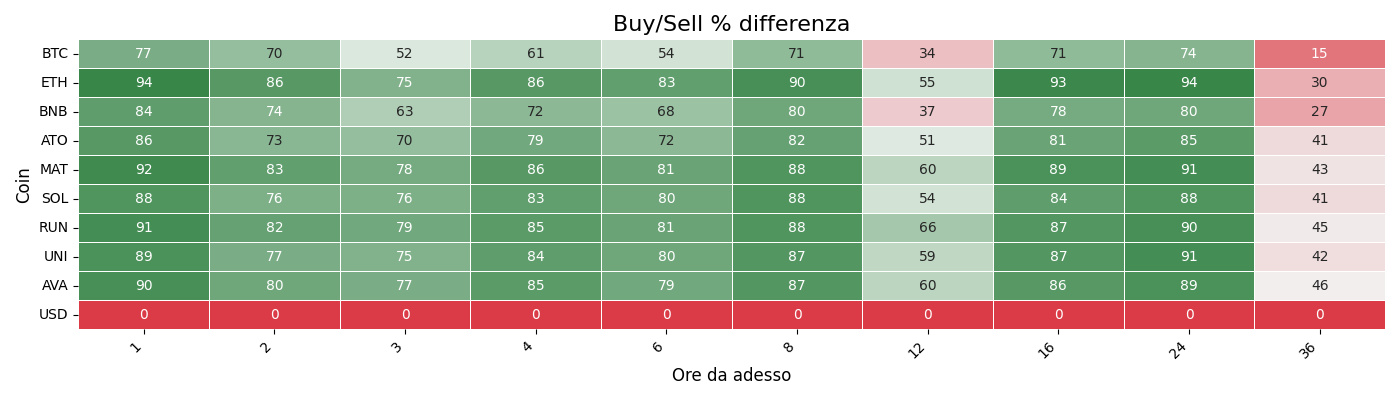 Buy/Sell % differenza
Coin
BTC 77 70 52 61 54 71 34 71 74 15
ETH 94 86 75 86 83 90 55 93 94 30
BNB 84 74 63 72 68 80 37 78 80 27
ATO 86 73 70 79 72 82 51 81 85 41
MAT 92 83 78 86 81 88 60 89 91 43
SOL 88 76 76 83 80 88 54 84 88 41
RUN 91 82 79 85 81 88 66 87 90 45
UNI 89 77 75 84 80 87 59 87 91 42
AVA 90 80 77 85 79 87 60 86 89 46
USD 0 0 0 0 0 0 0 0 0 0
1 2 3 4 6 8 12 16 24 36
Ore da adesso